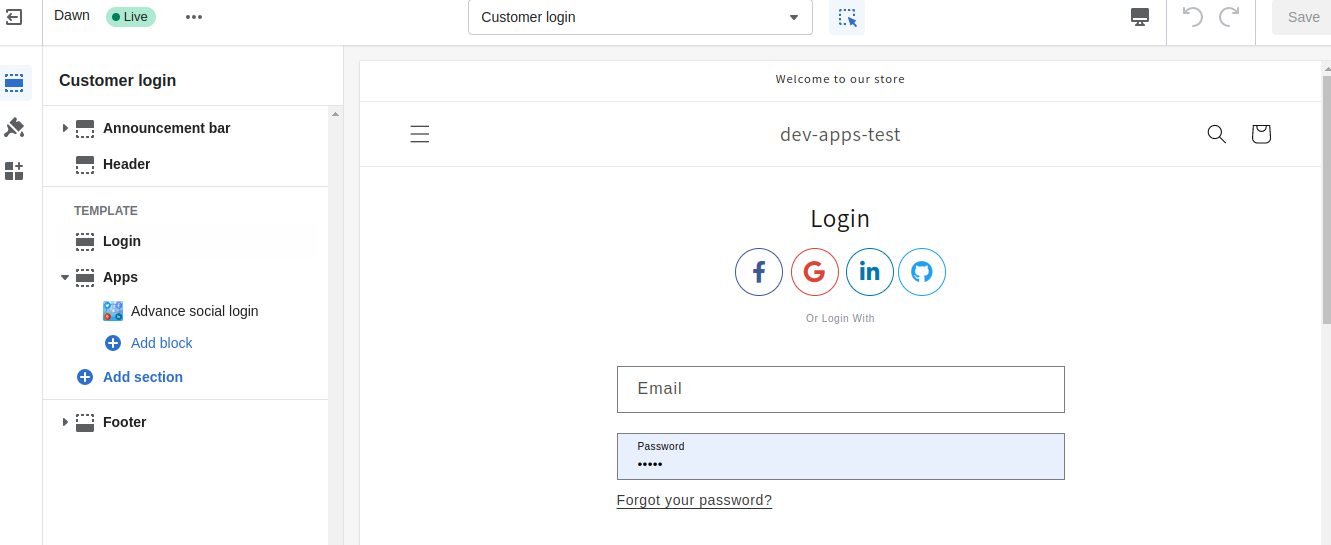 Dawn
Live
Customer login
Save
Customer login
Announcement bar
Header
TEMPLATE
Login
Apps
Advance social login
Add block
Add section
Footer
Welcome to our store
dev-apps-test
Login
Or Login With
Email
Password
•••••
Forgot your password?